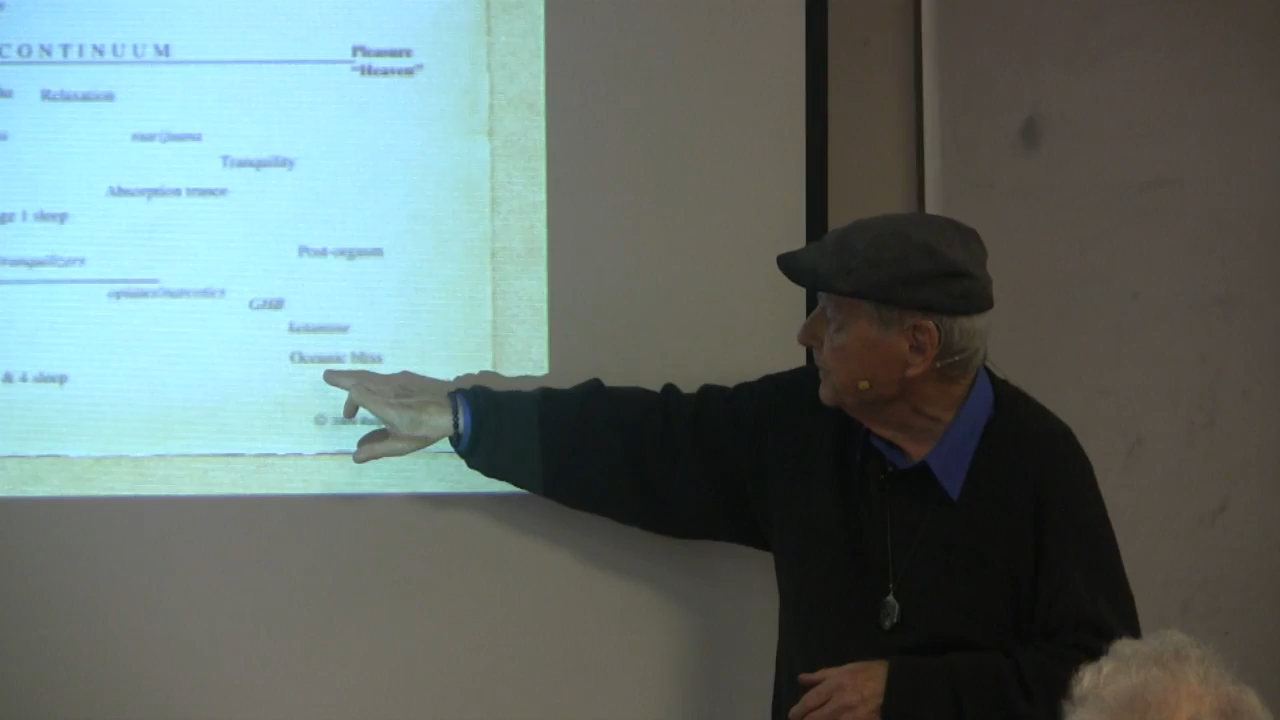 CONTINUUM
Pleasure
"Heaven"
Relaxation
marijuana
Tranquility
Absorption trance
1 sleep
Post-orgasm
tranquilizers
opiates/narcotics
GHB
ketamine
Oceanic bliss
& 4 sleep
©